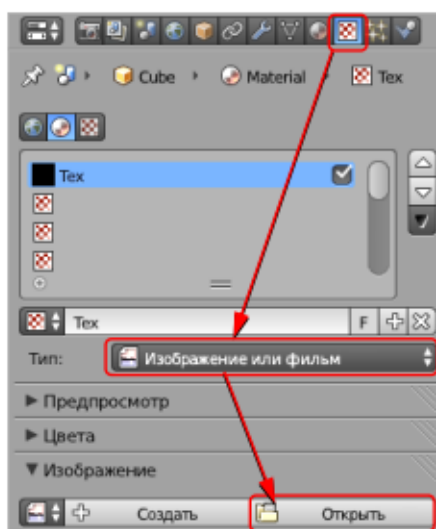 Cube Material Tex
Tex
Tex F
Тип: Изображение или фильм
Предпросмотр
Цвета
Изображение
Создать Открыть